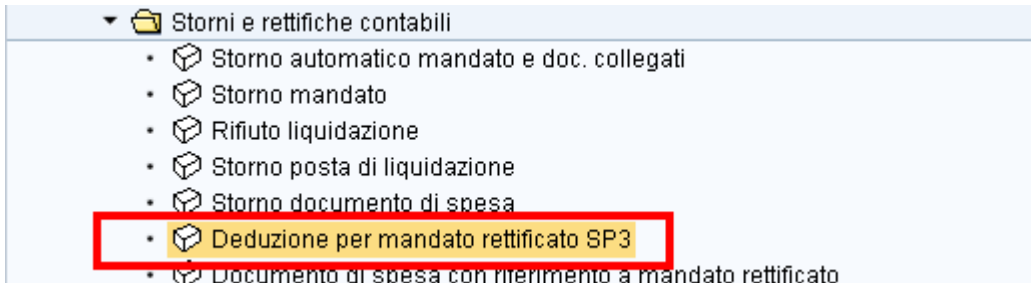 Storni e rettifiche contabili
Storno automatico mandato e doc. collegati
Storno mandato
Rifiuto liquidazione
Storno posta di liquidazione
Storno documento di spesa
Deduzione per mandato rettificato SP3
Documento di spesa con riferimento a mandato rettificato